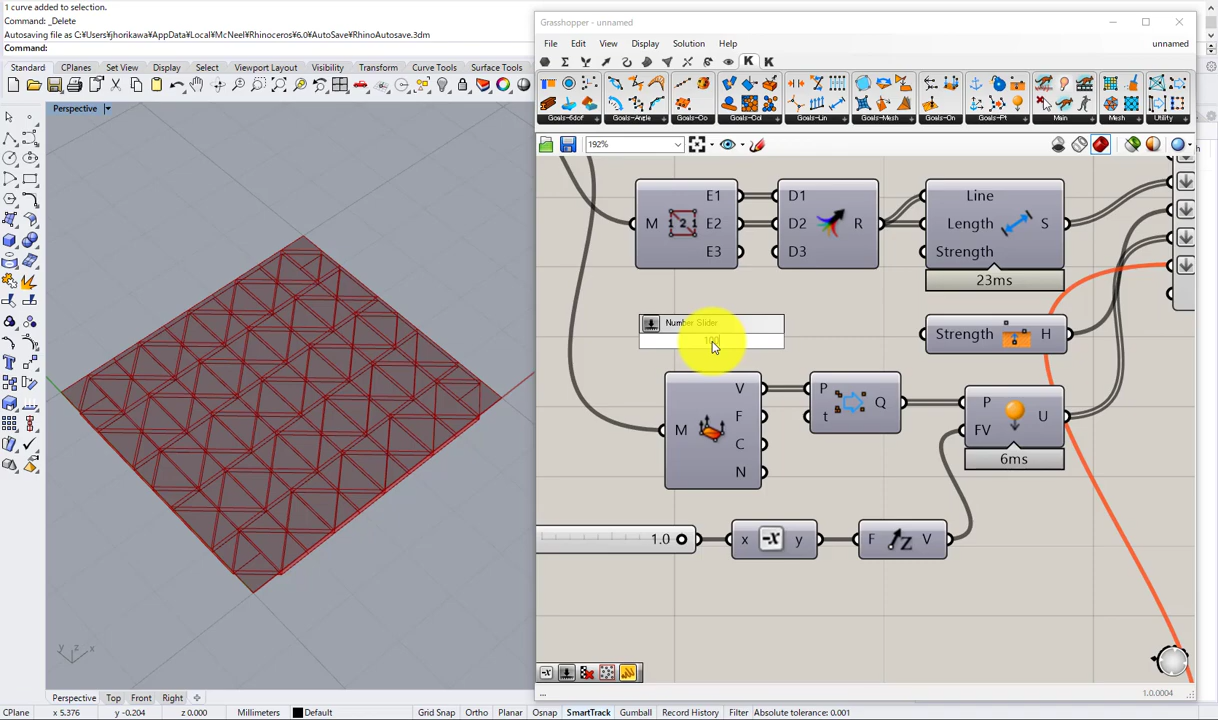 1 curve added to selection.
Command: _Delete
Autosaving file as C:¥Users¥jhorikawa¥AppData¥Local¥McNeel¥Rhinoceros¥6.0¥AutoSave¥RhinoAutosave.3dm
Command:
Standard CPlanes Set View Display Select Viewport Layout Visibility Transform Curve Tools Surface Tools
Perspective
Grasshopper - unnamed
File Edit View Display Solution Help unnamed
K K
Goals-6dof Goals-Angle Goals-Co Goals-Col Goals-Lin Goals-Mesh Goals-On Goals-Pt Main Mesh Utility
192%
M E1 E2 E3
D1 D2 D3 R
Line Length Strength S
23ms
Number Slider
Strength H
M V F C N
P t Q
P FV U
6ms
1.0
x -x y
F Z V
...
1.0.0004
z y x
Perspective Top Front Right
CPlane x 5.376 y -0.204 z 0.000 Millimeters Default Grid Snap Ortho Planar Osnap SmartTrack Gumball Record History Filter Absolute tolerance: 0.001